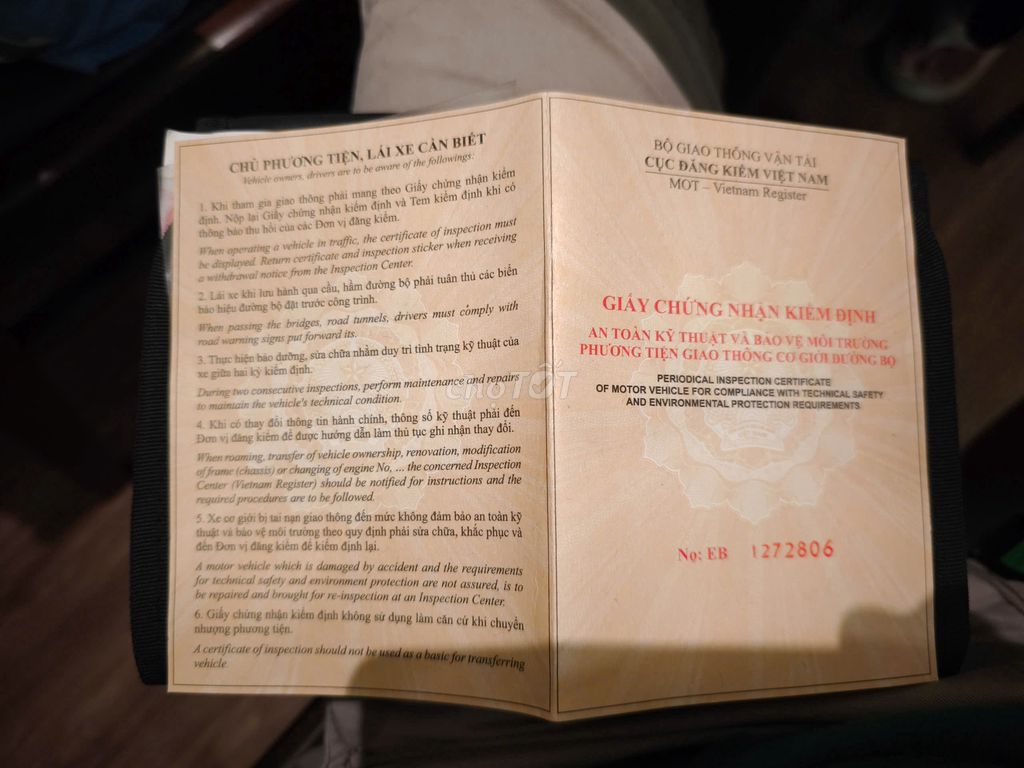 CHỦ PHƯƠNG TIỆN, LÁI XE CẦN BIẾT
Vehicle owners, drivers are to be aware of the followings:
1. Khi tham gia giao thông phải mang theo Giấy chứng nhận kiểm
định. Nộp lại Giấy chứng nhận kiểm định và Tem kiểm định khi có
thông báo thu hồi của các Đơn vị đăng kiểm.
When operating a vehicle in traffic, the certificate of inspection must
be displayed. Return certificate and inspection sticker when receiving
a withdrawal notice from the Inspection Center.
2. Lái xe khi lưu hành qua cầu, hầm đường bộ phải tuân thủ các biển
báo hiệu đường bộ đặt trước công trình.
When passing the bridges, road tunnels, drivers must comply with
road warning signs put forward its.
3. Thực hiện bảo dưỡng, sửa chữa nhằm duy trì tình trạng kỹ thuật của
xe giữa hai kỳ kiểm định.
During two consecutive inspections, perform maintenance and repairs
to maintain the vehicle's technical condition.
4. Khi có thay đổi thông tin hành chính, thông số kỹ thuật phải đến
Đơn vị đăng kiểm để được hướng dẫn làm thủ tục ghi nhận thay đổi.
When roaming, transfer of vehicle ownership, renovation, modification
of frame (chassis) or changing of engine No, ... the concerned Inspection
Center (Vietnam Register) should be notified for instructions and the
required procedures are to be followed.
5. Xe cơ giới bị tai nạn giao thông đến mức không đảm bảo an toàn kỹ
thuật và bảo vệ môi trường theo quy định phải sửa chữa, khắc phục và
đến Đơn vị đăng kiểm để kiểm định lại.
A motor vehicle which is damaged by accident and the requirements
for technical safety and environment protection are not assured, is to
be repaired and brought for re-inspection at an Inspection Center.
6. Giấy chứng nhận kiểm định không sử dụng làm căn cứ khi chuyển
nhượng phương tiện.
A certificate of inspection should not be used as a basic for transferring
vehicle.
BỘ GIAO THÔNG VẬN TẢI
CỤC ĐĂNG KIỂM VIỆT NAM
MOT – Vietnam Register
GIẤY CHỨNG NHẬN KIỂM ĐỊNH
AN TOÀN KỸ THUẬT VÀ BẢO VỆ MÔI TRƯỜNG
PHƯƠNG TIỆN GIAO THÔNG CƠ GIỚI ĐƯỜNG BỘ
PERIODICAL INSPECTION CERTIFICATE
OF MOTOR VEHICLE FOR COMPLIANCE WITH TECHNICAL SAFETY
AND ENVIRONMENTAL PROTECTION REQUIREMENTS
No: EB 1272806
CHỢ TỐT